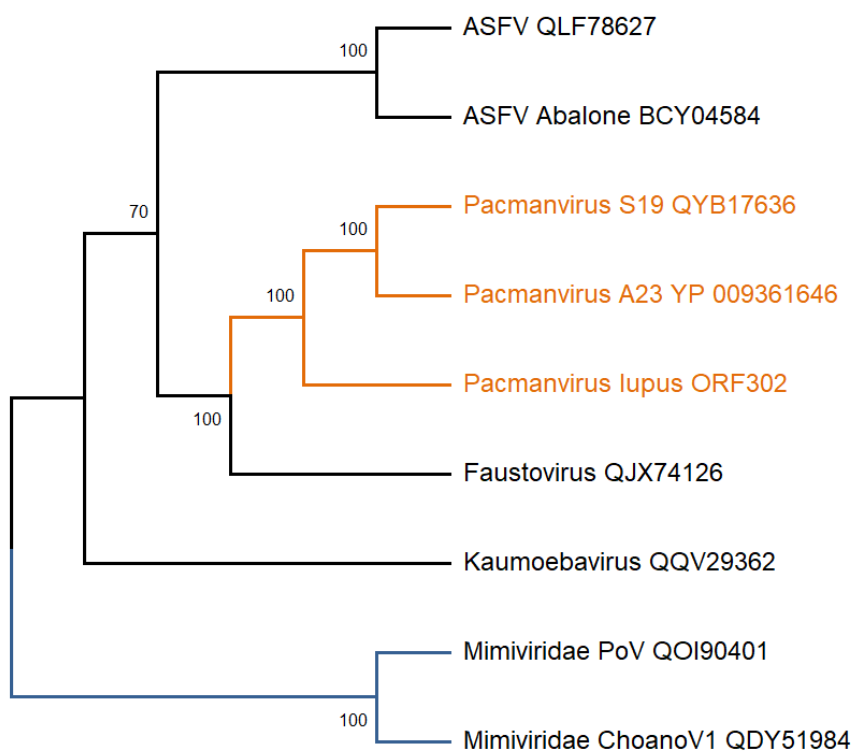 ASFV QLF78627
100
ASFV Abalone BCY04584
70
Pacmanvirus S19 QYB17636
100
100
Pacmanvirus A23 YP 009361646
Pacmanvirus lupus ORF302
100
Faustovirus QJX74126
Kaumoebavirus QQV29362
Mimiviridae PoV QOI90401
100
Mimiviridae ChoanoV1 QDY51984